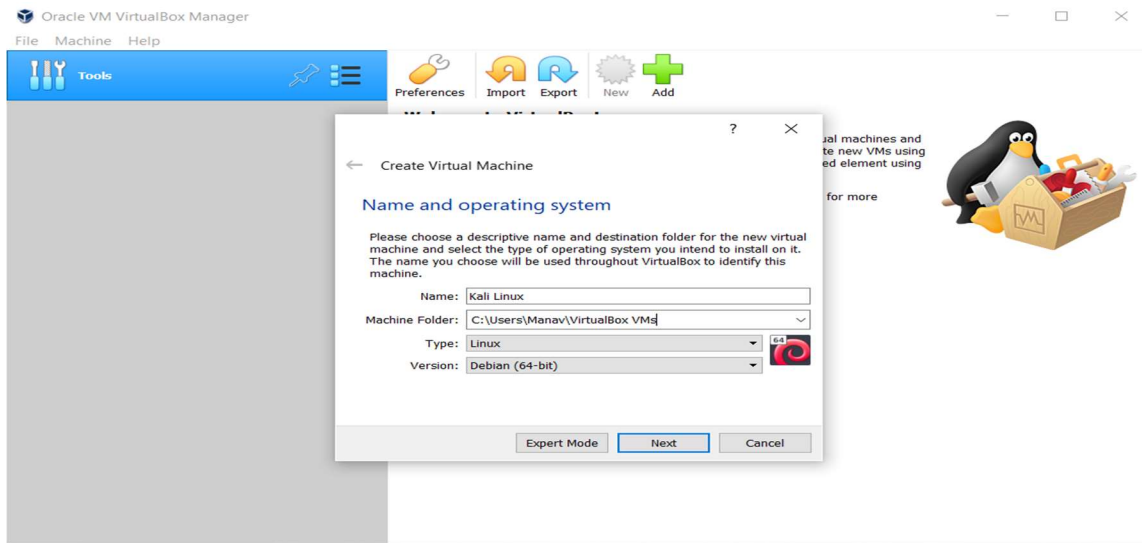 Oracle VM VirtualBox Manager
File Machine Help
Tools
Preferences Import Export New Add
ual machines and
te new VMs using
ed element using
for more
?
Create Virtual Machine
Name and operating system
Please choose a descriptive name and destination folder for the new virtual
machine and select the type of operating system you intend to install on it.
The name you choose will be used throughout VirtualBox to identify this
machine.
Name: Kali Linux
Machine Folder: C:\Users\Manav\VirtualBox VMs
Type: Linux
64
Version: Debian (64-bit)
Expert Mode Next Cancel